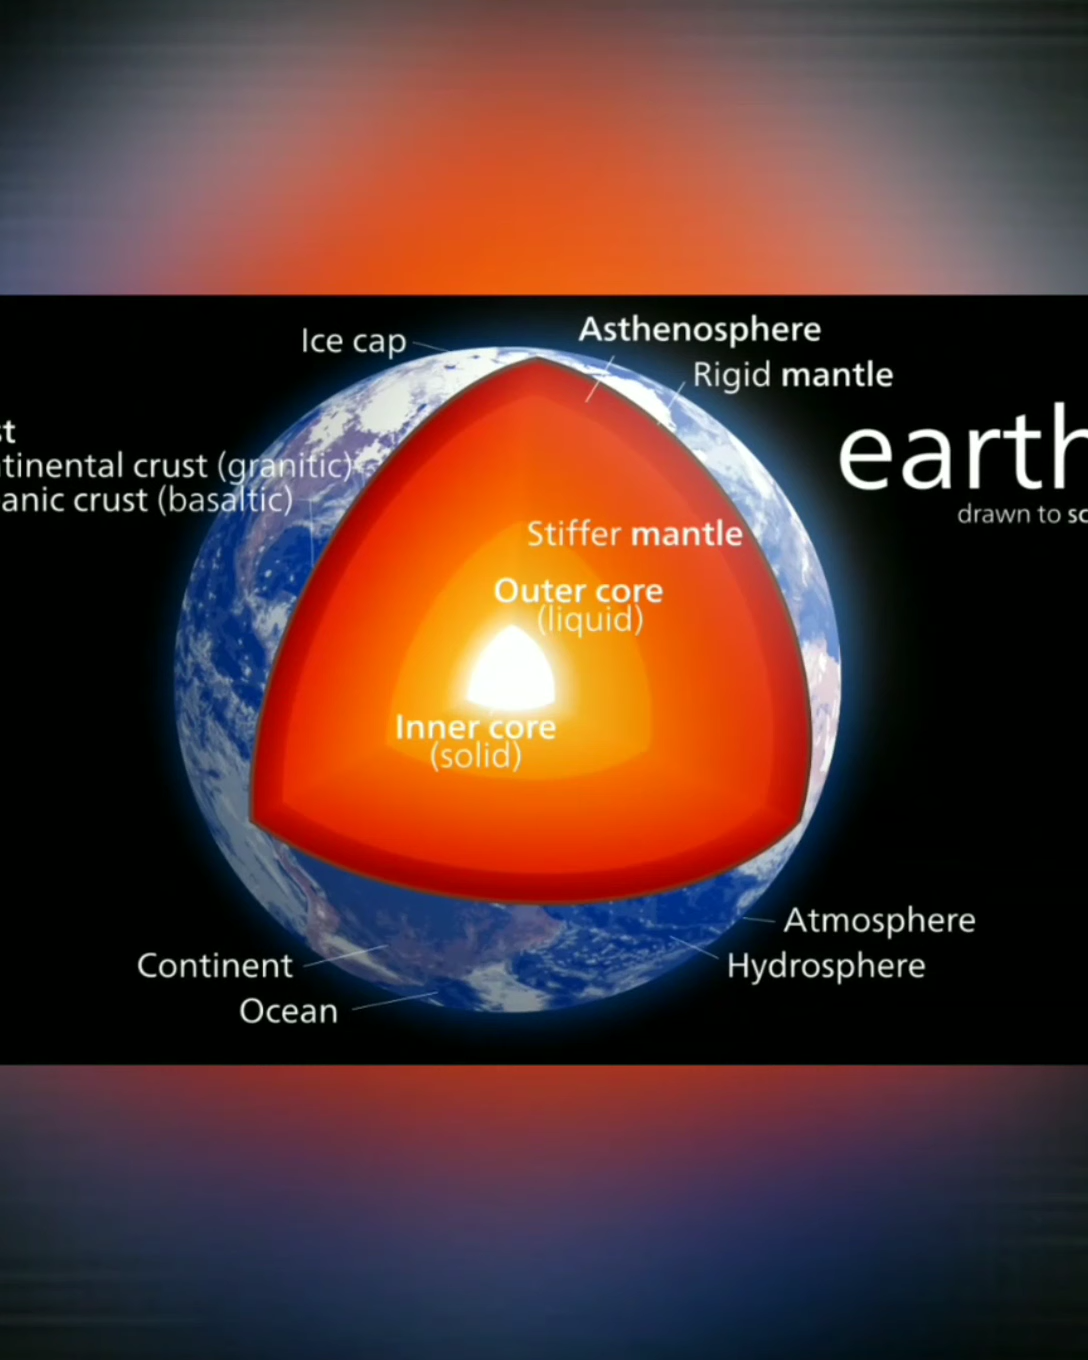 Ice cap
Asthenosphere
Rigid mantle
st
tinental crust (granitic)
anic crust (basaltic)
earth
drawn to sc
Stiffer mantle
Outer core
(liquid)
Inner core
(solid)
Atmosphere
Hydrosphere
Continent
Ocean